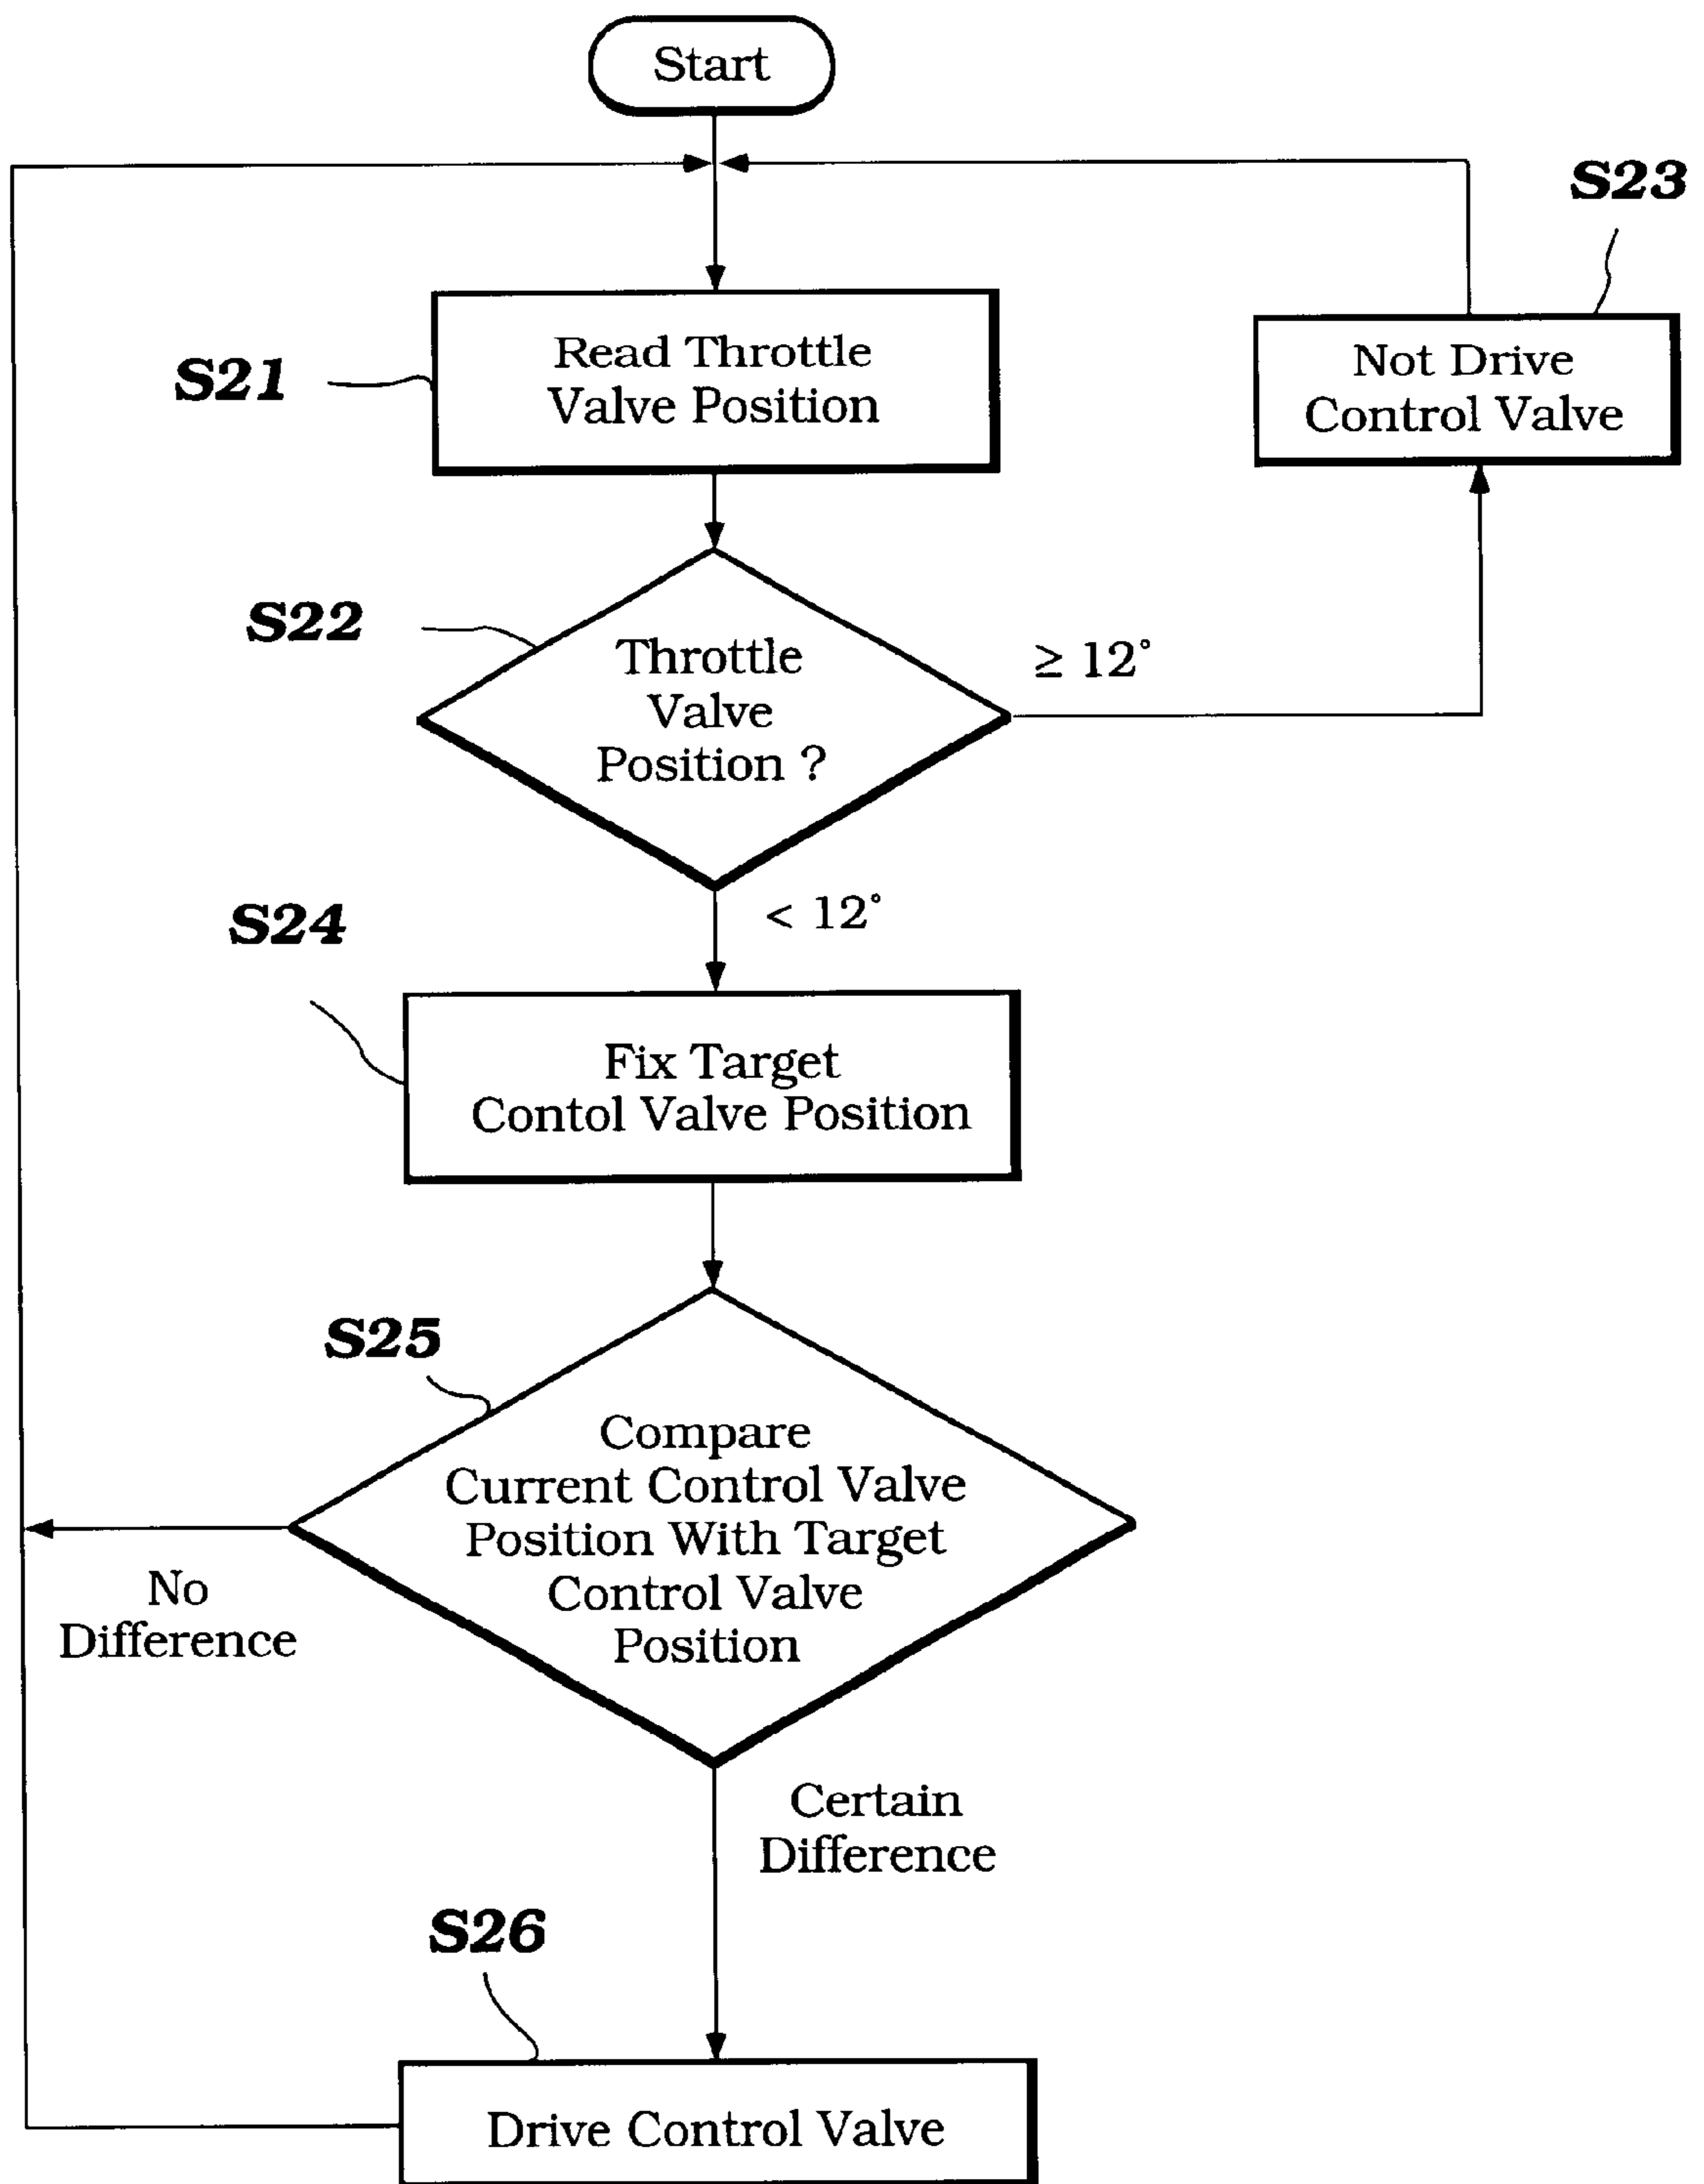 Start
S23
Not Drive
Control Valve
S21
Read Throttle
Valve Position
S22
Throttle
Valve
Position ?
≥ 12°
< 12°
S24
Fix Target
Contol Valve Position
S25
Compare
Current Control Valve
Position With Target
Control Valve
Position
No
Difference
Certain
Difference
S26
Drive Control Valve